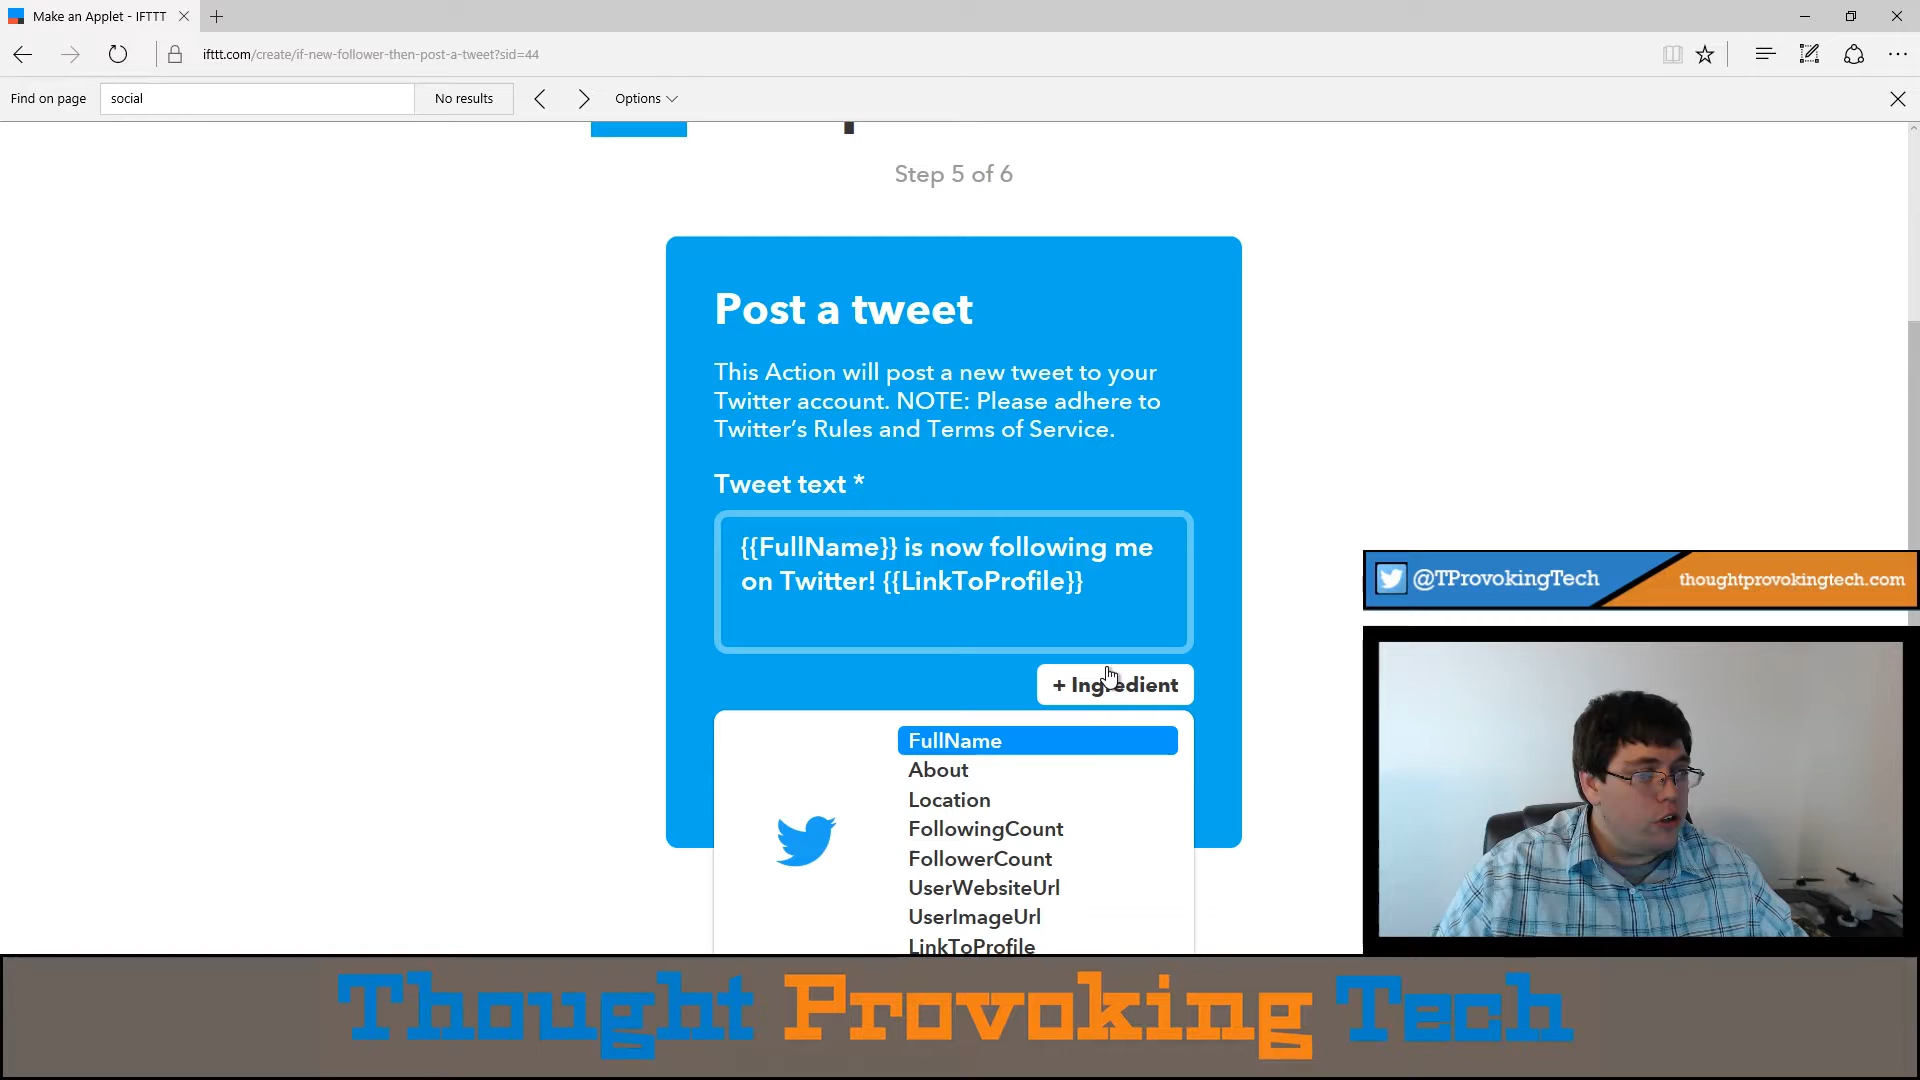 Make an Applet - IFTTT
ifttt.com/create/if-new-follower-then-post-a-tweet?sid=44
Find on page
social
No results
Options
Step 5 of 6
Post a tweet
This Action will post a new tweet to your
Twitter account. NOTE: Please adhere to
Twitter’s Rules and Terms of Service.
Tweet text *
{{FullName}} is now following me
on Twitter! {{LinkToProfile}}
+ Ingredient
FullName
About
Location
FollowingCount
FollowerCount
UserWebsiteUrl
UserImageUrl
LinkToProfile
@TProvokingTech
thoughtprovokingtech.com
Thought Provoking Tech